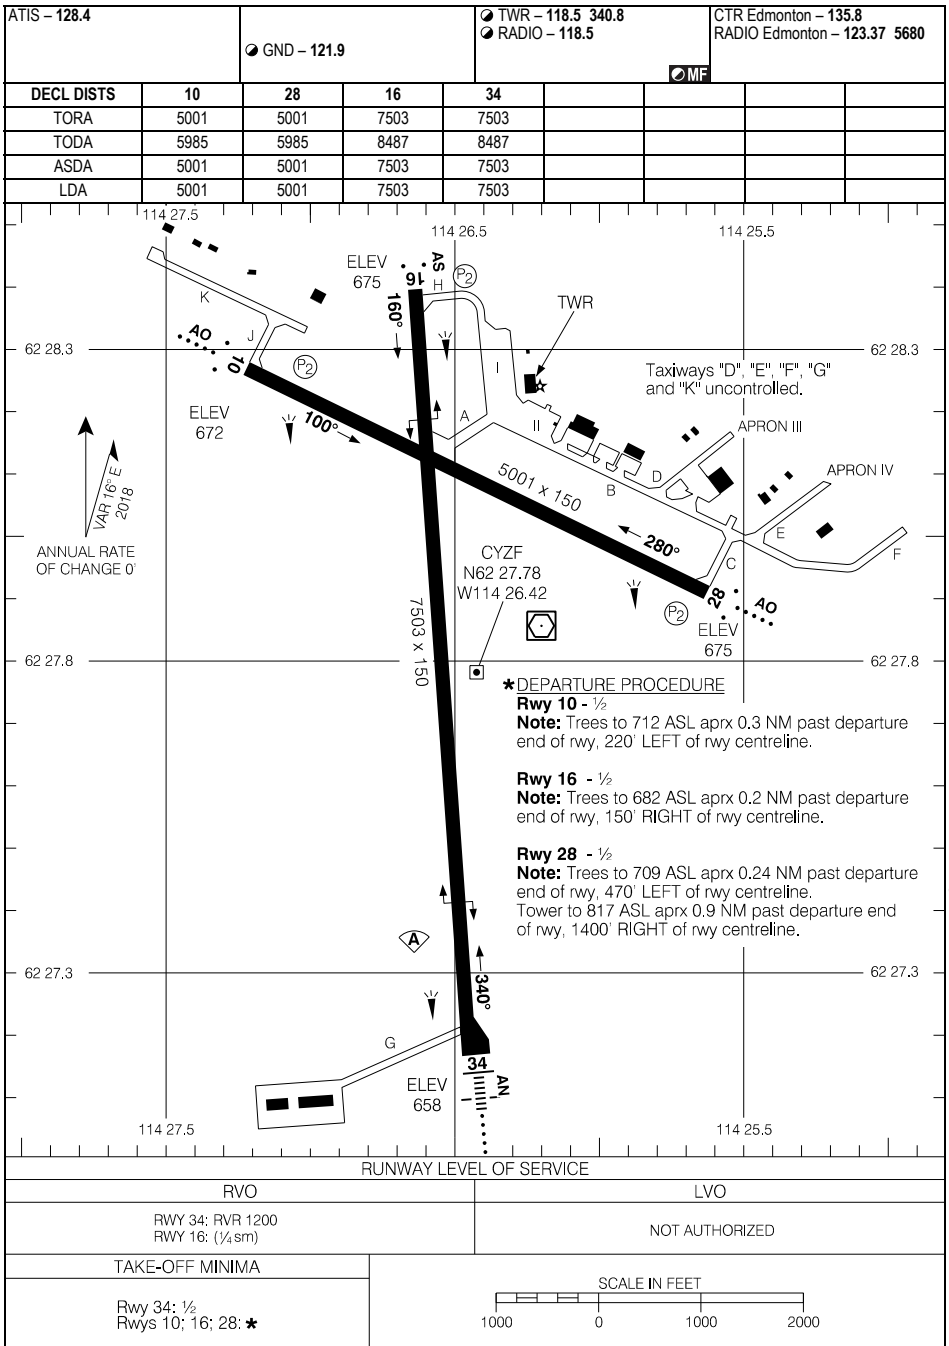 ATIS – 128.4
GND – 121.9
TWR – 118.5 340.8
RADIO – 118.5
MF
CTR Edmonton – 135.8
RADIO Edmonton – 123.37 5680
DECL DISTS 10 28 16 34
TORA 5001 5001 7503 7503
TODA 5985 5985 8487 8487
ASDA 5001 5001 7503 7503
LDA 5001 5001 7503 7503
114 27.5
114 26.5
114 25.5
ELEV
675
16
AS
H
P2
160°
K
J
AO
10
P2
TWR
I
62 28.3
62 28.3
Taxiways "D", "E", "F", "G"
and "K" uncontrolled.
ELEV
672
100°
A
II
APRON III
D
B
APRON IV
5001 x 150
E
F
C
280°
VAR 16° E
2018
ANNUAL RATE
OF CHANGE 0'
CYZF
N62 27.78
W114 26.42
28
AO
P2
ELEV
675
7503 x 150
62 27.8
62 27.8
* DEPARTURE PROCEDURE
Rwy 10 - ½
Note: Trees to 712 ASL aprx 0.3 NM past departure
end of rwy, 220' LEFT of rwy centreline.
Rwy 16 - ½
Note: Trees to 682 ASL aprx 0.2 NM past departure
end of rwy, 150' RIGHT of rwy centreline.
Rwy 28 - ½
Note: Trees to 709 ASL aprx 0.24 NM past departure
end of rwy, 470' LEFT of rwy centreline.
Tower to 817 ASL aprx 0.9 NM past departure end
of rwy, 1400' RIGHT of rwy centreline.
A
62 27.3
62 27.3
340°
G
34
AN
ELEV
658
114 27.5
114 25.5
RUNWAY LEVEL OF SERVICE
RVO
LVO
RWY 34: RVR 1200
RWY 16: (¼ sm)
NOT AUTHORIZED
TAKE-OFF MINIMA
Rwy 34: ½
Rwys 10; 16; 28: *
SCALE IN FEET
1000 0 1000 2000